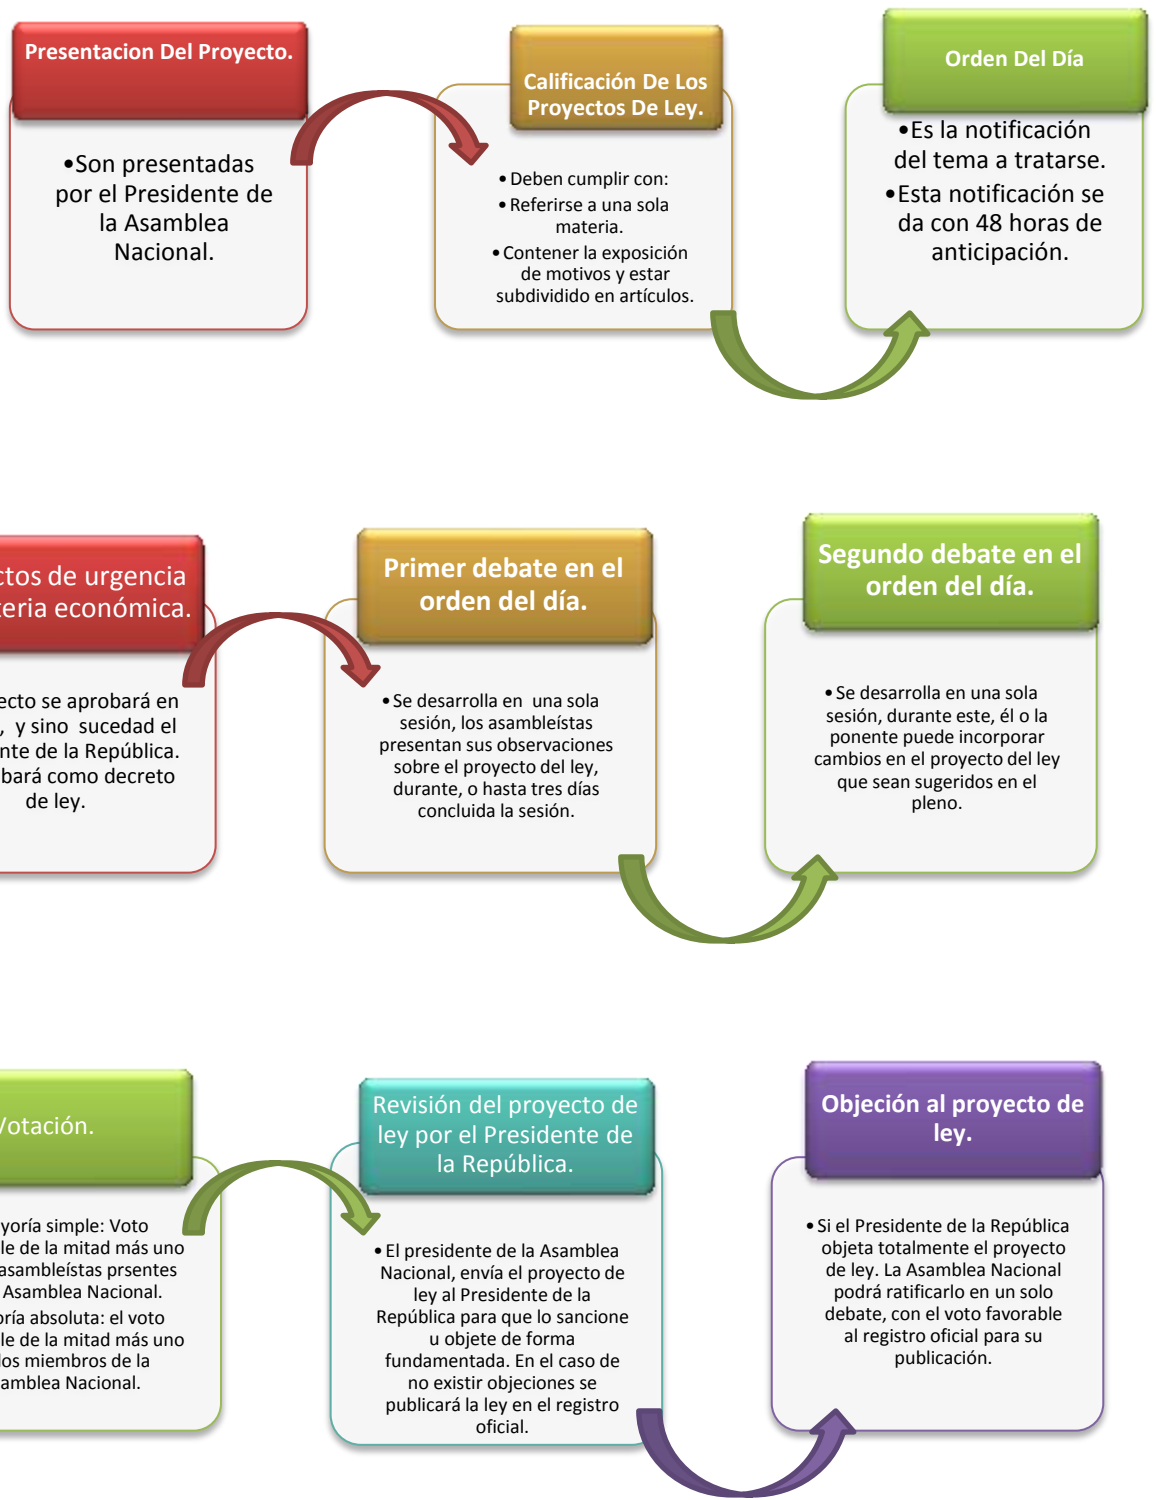 Presentacion Del Proyecto.
•Son presentadas
por el Presidente de
la Asamblea
Nacional.
Calificación De Los
Proyectos De Ley.
•Deben cumplir con:
•Referirse a una sola
materia.
•Contener la exposición
de motivos y estar
subdividido en artículos.
Orden Del Día
•Es la notificación
del tema a tratarse.
•Esta notificación se
da con 48 horas de
anticipación.
de urgencia
económica.
se aprobará en
, y sino sucedad el
de la República.
como decreto
de ley.
Primer debate en el
orden del día.
•Se desarrolla en una sola
sesión, los asambleístas
presentan sus observaciones
sobre el proyecto del ley,
durante, o hasta tres días
concluida la sesión.
Segundo debate en el
orden del día.
•Se desarrolla en una sola
sesión, durante este, él o la
ponente puede incorporar
cambios en el proyecto del ley
que sean sugeridos en el
pleno.
Votación.
simple: Voto
de la mitad más uno
asambleístas prsentes
Asamblea Nacional.
absoluta: el voto
de la mitad más uno
los miembros de la
Nacional.
Revisión del proyecto de
ley por el Presidente de
la República.
•El presidente de la Asamblea
Nacional, envía el proyecto de
ley al Presidente de la
República para que lo sancione
u objete de forma
fundamentada. En el caso de
no existir objeciones se
publicará la ley en el registro
oficial.
Objeción al proyecto de
ley.
•Si el Presidente de la República
objeta totalmente el proyecto
de ley. La Asamblea Nacional
podrá ratificarlo en un solo
debate, con el voto favorable
al registro oficial para su
publicación.